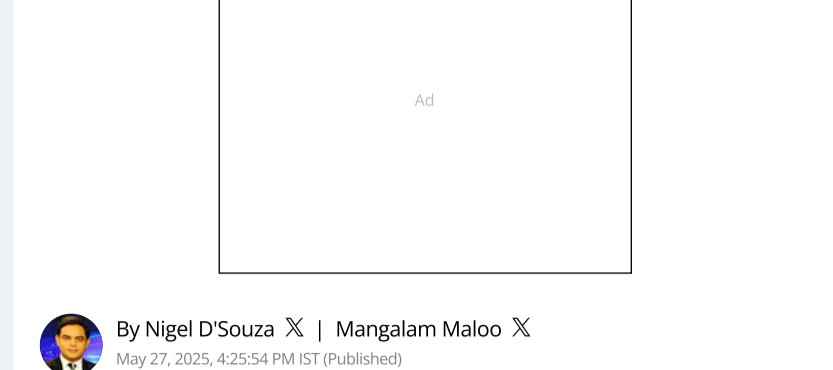 Ad
By Nigel D'Souza 𝕏 | Mangalam Maloo 𝕏
May 27, 2025, 4:25:54 PM IST (Published)